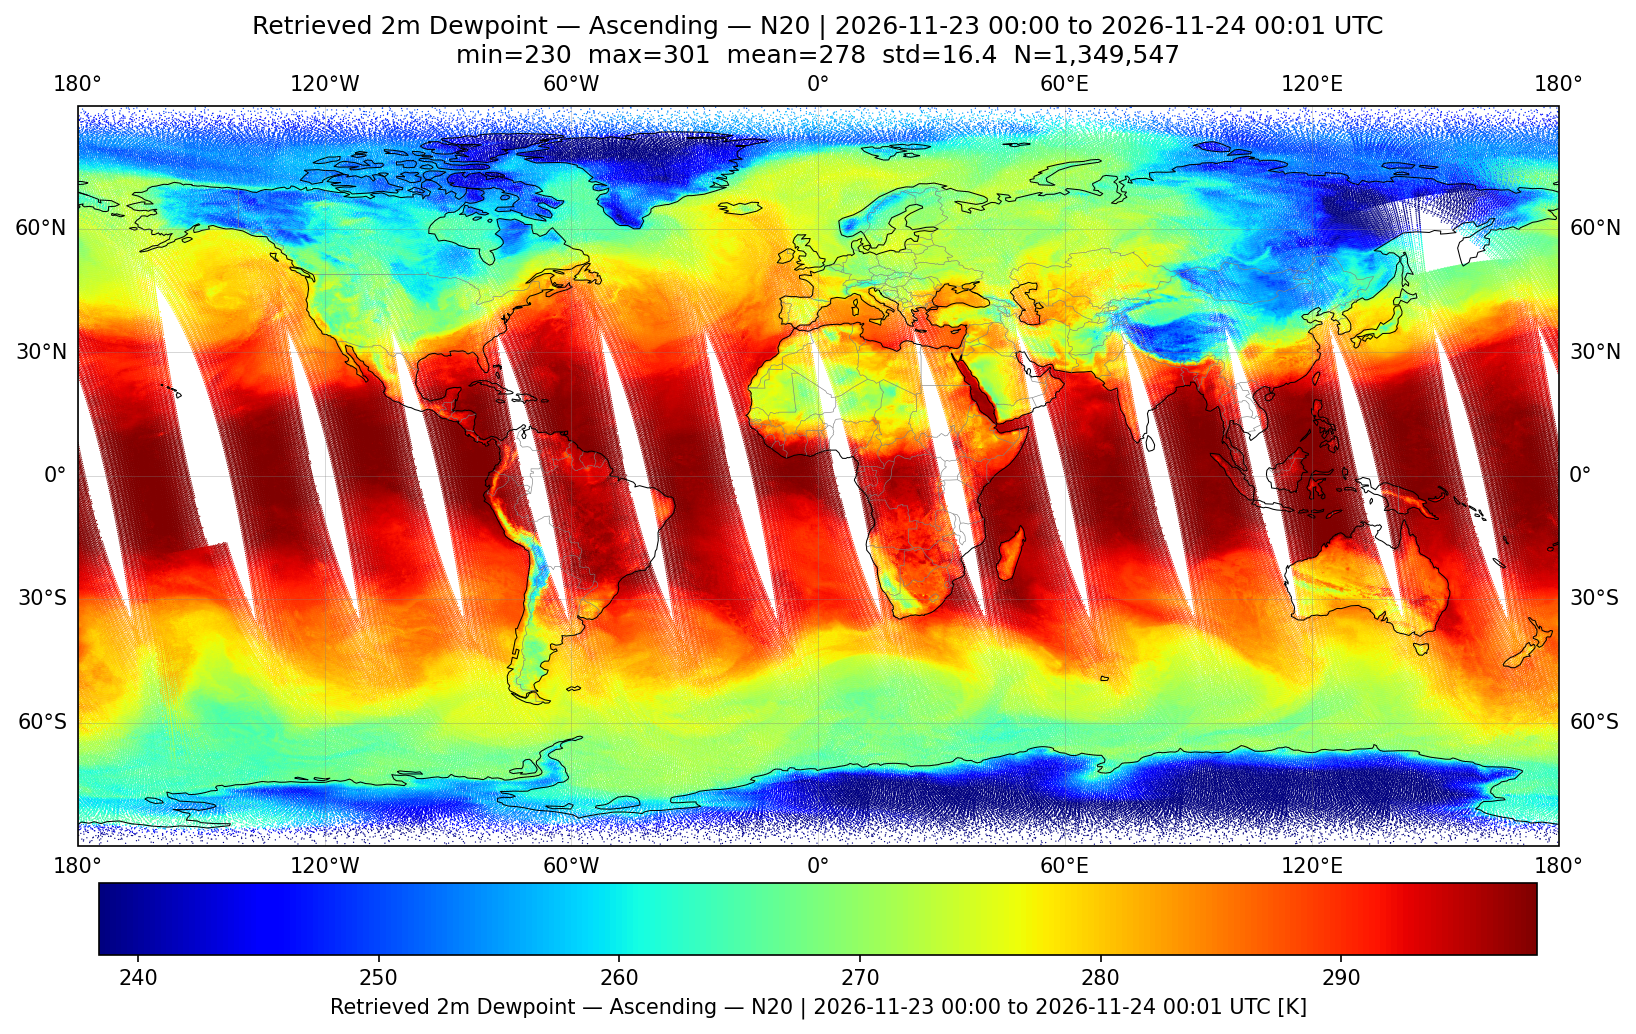 Retrieved 2m Dewpoint — Ascending — N20 | 2026-11-23 00:00 to 2026-11-24 00:01 UTC
min=230  max=301  mean=278  std=16.4  N=1,349,547
180° 120°W 60°W 0° 60°E 120°E 180°
60°N 60°N
30°N 30°N
0° 0°
30°S 30°S
60°S 60°S
180° 120°W 60°W 0° 60°E 120°E 180°
240 250 260 270 280 290
Retrieved 2m Dewpoint — Ascending — N20 | 2026-11-23 00:00 to 2026-11-24 00:01 UTC [K]